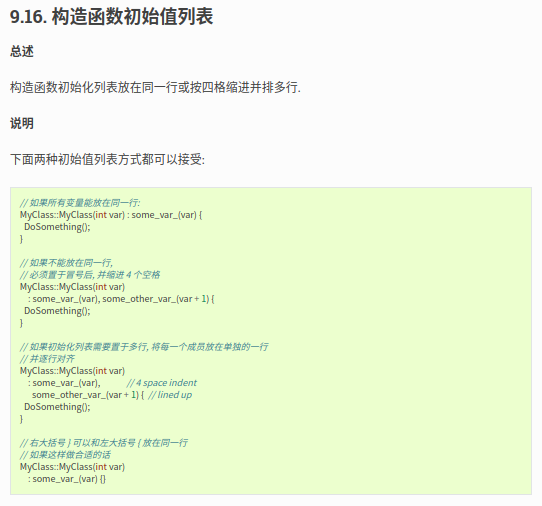 9.16. 构造函数初始值列表
总述
构造函数初始化列表放在同一行或按四格缩进并排多行.
说明
下面两种初始值列表方式都可以接受:
// 如果所有变量能放在同一行:
MyClass::MyClass(int var) : some_var_(var) {
  DoSomething();
}
// 如果不能放在同一行,
// 必须置于冒号后, 并缩进 4 个空格
MyClass::MyClass(int var)
    : some_var_(var), some_other_var_(var + 1) {
  DoSomething();
}
// 如果初始化列表需要置于多行, 将每一个成员放在单独的一行
// 并逐行对齐
MyClass::MyClass(int var)
    : some_var_(var),             // 4 space indent
      some_other_var_(var + 1) {  // lined up
  DoSomething();
}
// 右大括号 } 可以和左大括号 { 放在同一行
// 如果这样做合适的话
MyClass::MyClass(int var)
    : some_var_(var) {}